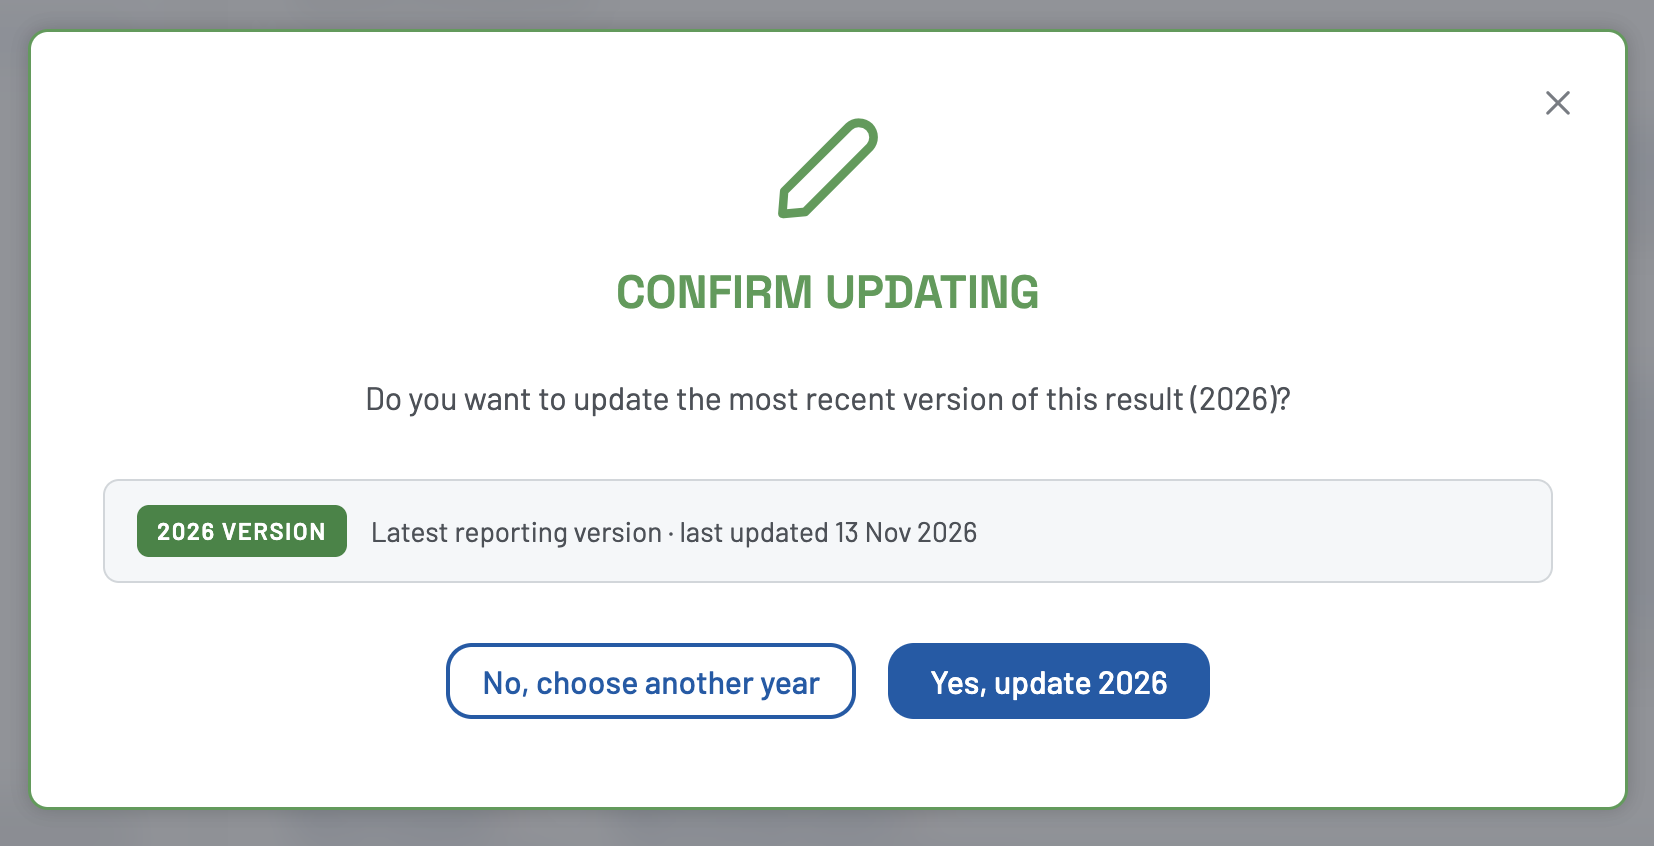 CONFIRM UPDATING
Do you want to update the most recent version of this result (2026)?
2026 VERSION Latest reporting version · last updated 13 Nov 2026
No, choose another year Yes, update 2026